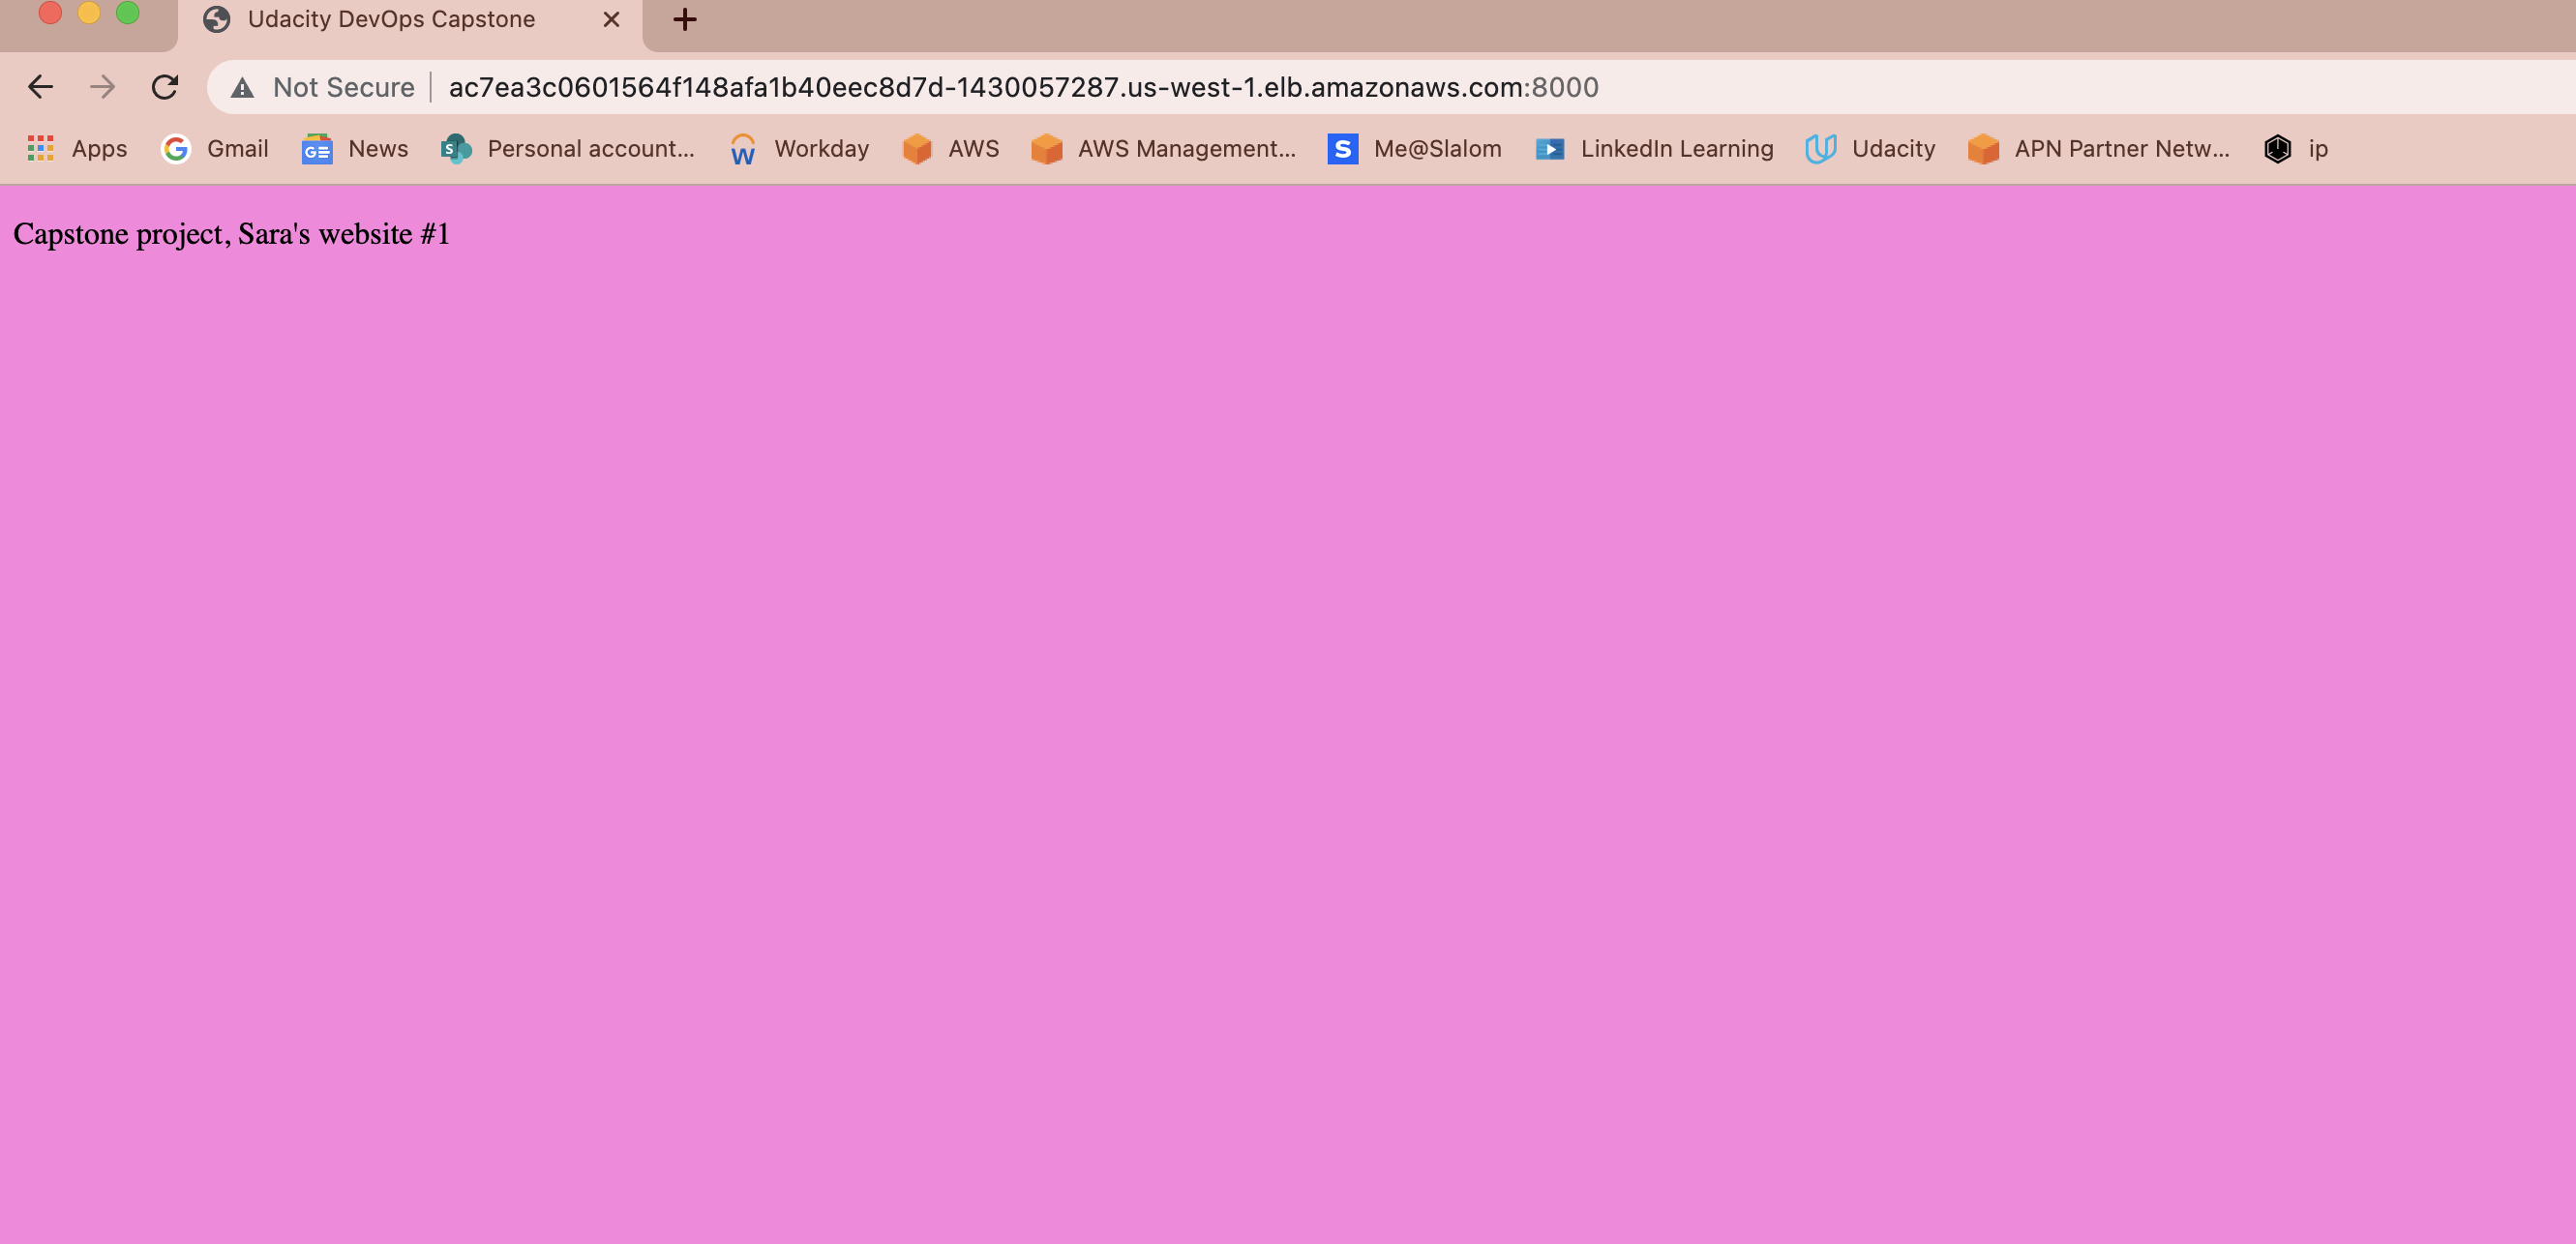 Udacity DevOps Capstone
Not Secure ac7ea3c0601564f148afa1b40eec8d7d-1430057287.us-west-1.elb.amazonaws.com:8000
Apps Gmail News Personal account... Workday AWS AWS Management... Me@Slalom LinkedIn Learning Udacity APN Partner Netw... ip
Capstone project, Sara's website #1